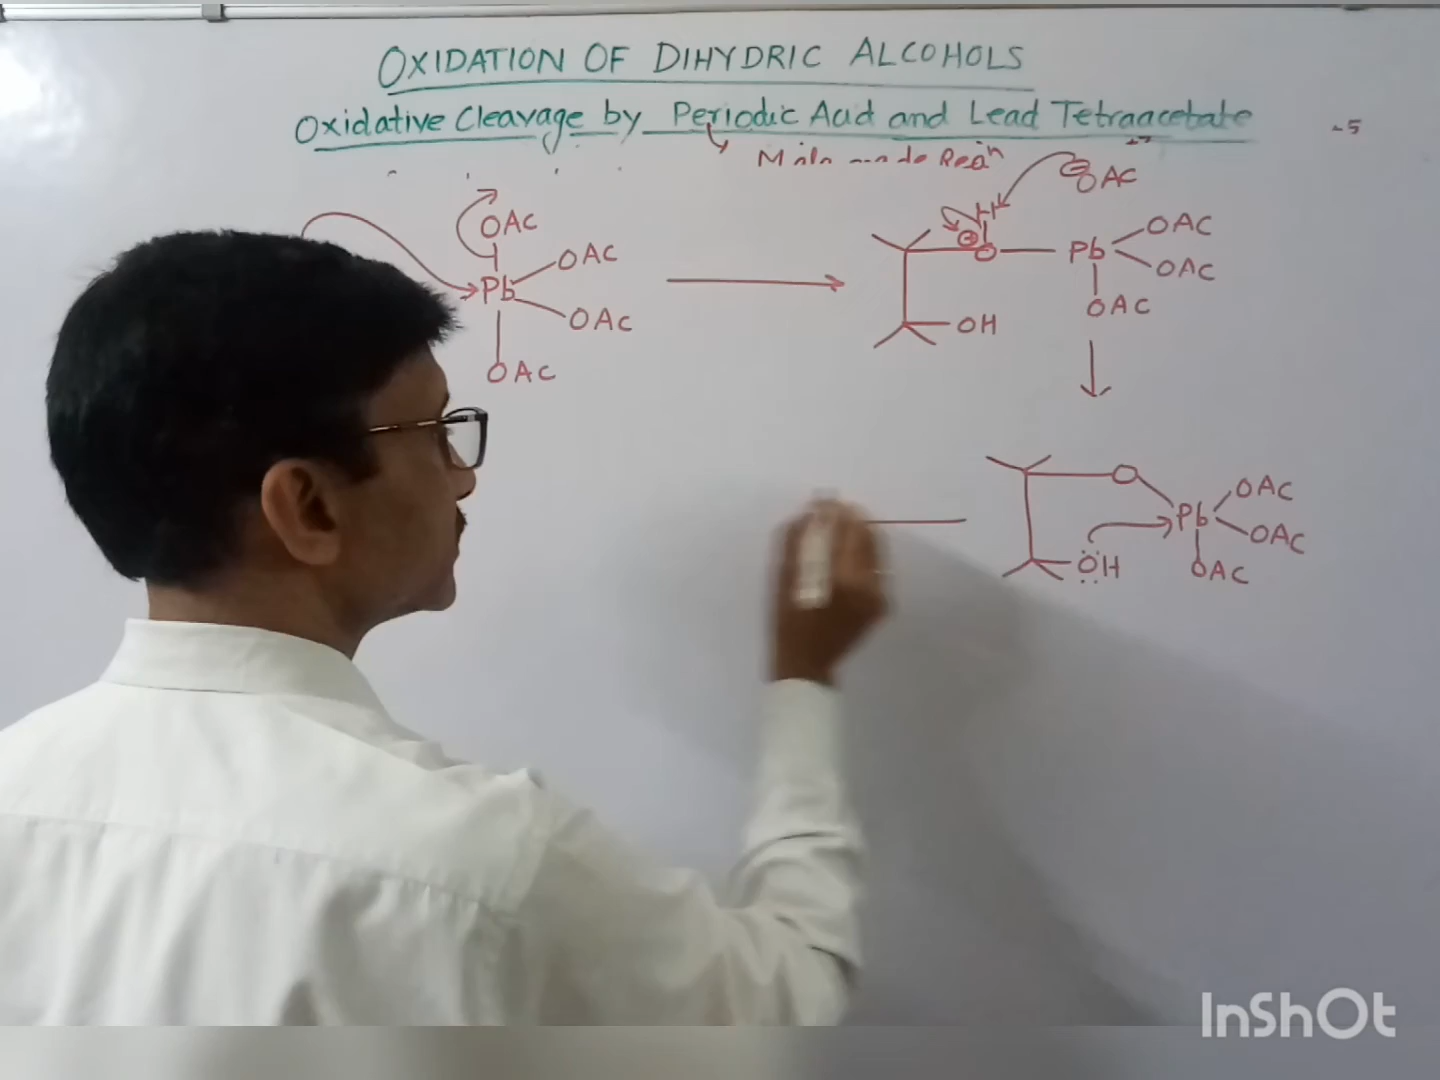 OXIDATION OF DIHYDRIC ALCOHOLS
Oxidative Cleavage by Periodic Acid and Lead Tetraacetate
OAC
OAC
Pb
OAC
OAC
OAC
H
O — Pb
OAC
OAC
OAC
OH
O
Pb
OAC
OAC
OAC
OH
InShOt